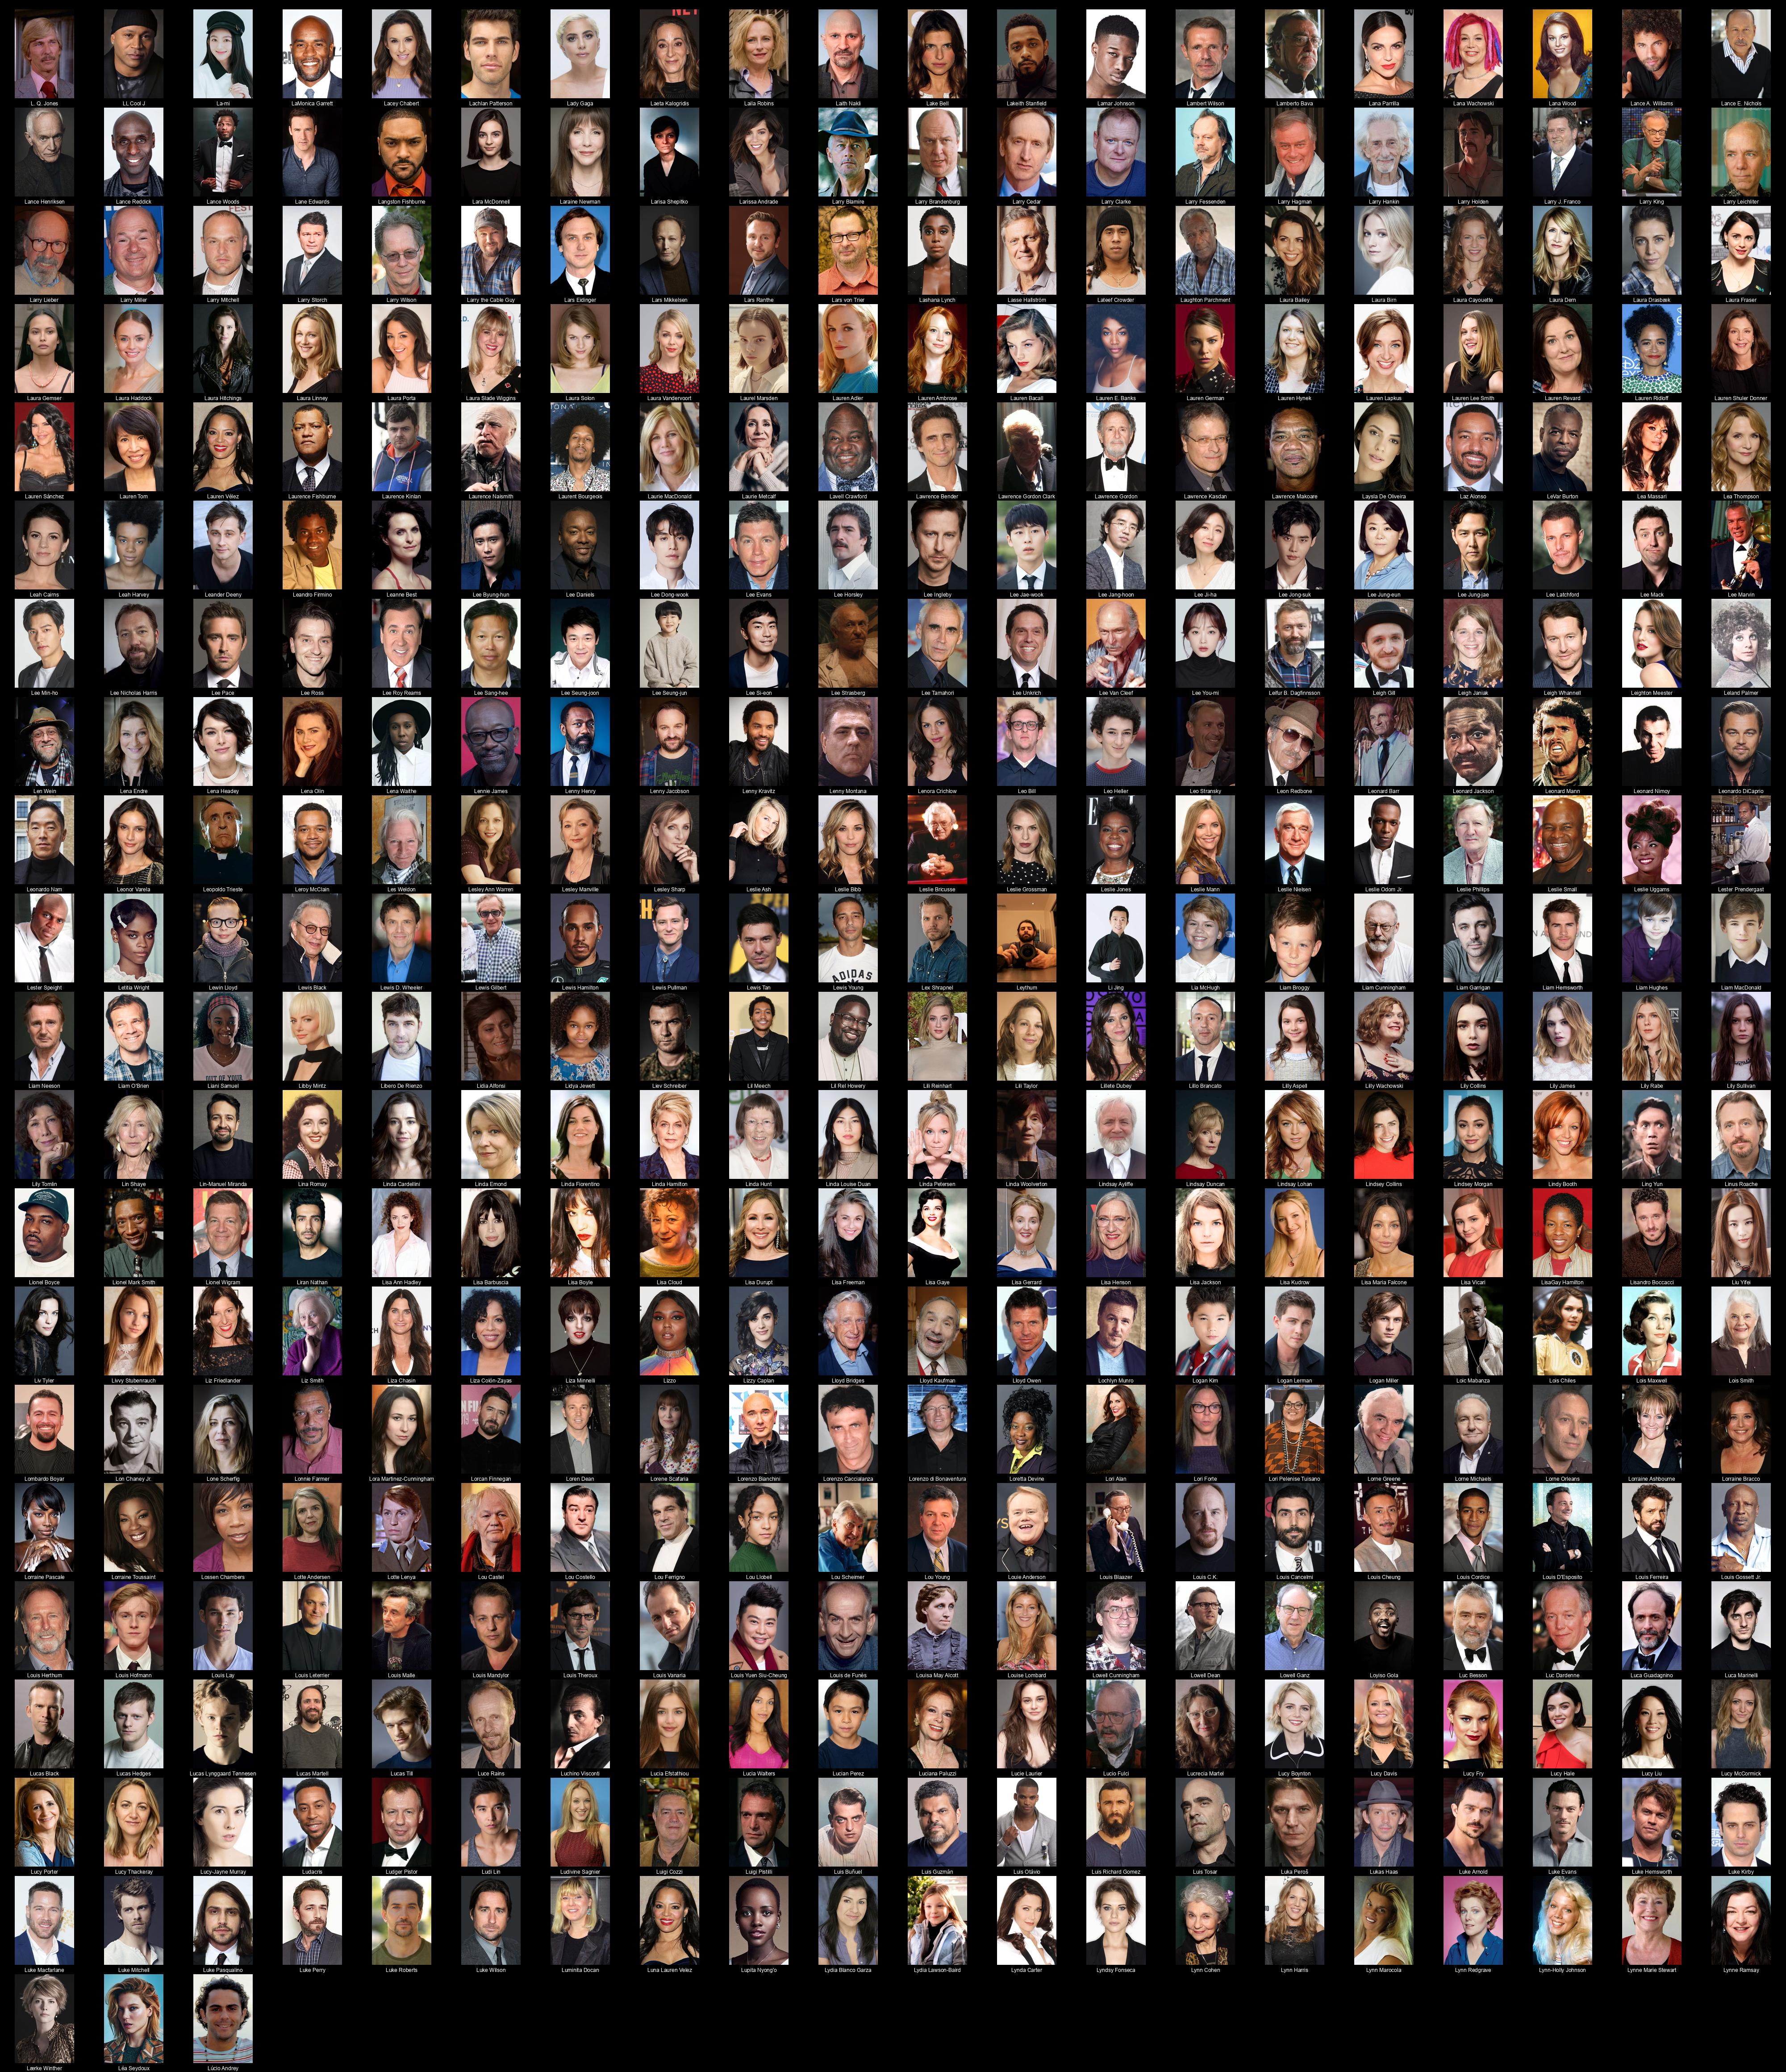 L. Q. Jones LL Cool J La-mi LaMonica Garrett Lacey Chabert Lachlan Patterson Lady Gaga Laeta Kalogridis Laila Robins Laith Nakli Lake Bell Lakeith Stanfield Lamar Johnson Lambert Wilson Lamberto Bava Lana Parrilla Lana Wachowski Lana Wood Lance A. Williams Lance E. Nichols
Lance Henriksen Lance Reddick Lance Woods Lane Edwards Langston Fishburne Lara McDonnell Laraine Newman Larisa Shepitko Larissa Andrade Larry Blamire Larry Brandenburg Larry Cedar Larry Clarke Larry Fessenden Larry Hagman Larry Hankin Larry Holden Larry J. Franco Larry King Larry Leichliter
Larry Lieber Larry Miller Larry Mitchell Larry Storch Larry Wilson Larry the Cable Guy Lars Eidinger Lars Mikkelsen Lars Ranthe Lars von Trier Lashana Lynch Lasse Hallström Lateef Crowder Laughton Parchment Laura Bailey Laura Birn Laura Cayouette Laura Dern Laura Drasbæk Laura Fraser
Laura Gemser Laura Haddock Laura Hitchings Laura Linney Laura Porta Laura Slade Wiggins Laura Solon Laura Vandervoort Laurel Marsden Lauren Adler Lauren Ambrose Lauren Bacall Lauren E. Banks Lauren German Lauren Hynek Lauren Lapkus Lauren Lee Smith Lauren Revard Lauren Ridloff Lauren Shuler Donner
Lauren Sánchez Lauren Tom Lauren Vélez Laurence Fishburne Laurence Kinlan Laurence Naismith Laurent Bourgeois Laurie MacDonald Laurie Metcalf Lavell Crawford Lawrence Bender Lawrence Gordon Clark Lawrence Gordon Lawrence Kasdan Lawrence Makoare Laysla De Oliveira Laz Alonso LeVar Burton Lea Massari Lea Thompson
Leah Cairns Leah Harvey Leander Deeny Leandro Firmino Leanne Best Lee Byung-hun Lee Daniels Lee Dong-wook Lee Evans Lee Horsley Lee Ingleby Lee Jae-wook Lee Jang-hoon Lee Ji-ha Lee Jong-suk Lee Jung-eun Lee Jung-jae Lee Latchford Lee Mack Lee Marvin
Lee Min-ho Lee Nicholas Harris Lee Pace Lee Ross Lee Roy Reams Lee Sang-hee Lee Seung-joon Lee Seung-jun Lee Si-eon Lee Strasberg Lee Tamahori Lee Unkrich Lee Van Cleef Lee You-mi Leifur B. Dagfinnsson Leigh Gill Leigh Janiak Leigh Whannell Leighton Meester Leland Palmer
Len Wein Lena Endre Lena Headey Lena Olin Lena Waithe Lennie James Lenny Henry Lenny Jacobson Lenny Kravitz Lenny Montana Lenora Crichlow Leo Bill Leo Heller Leo Stransky Leon Redbone Leonard Barr Leonard Jackson Leonard Mann Leonard Nimoy Leonardo DiCaprio
Leonardo Nam Leonor Varela Leopoldo Trieste Leroy McClain Les Weldon Lesley Ann Warren Lesley Manville Lesley Sharp Leslie Ash Leslie Bibb Leslie Bricusse Leslie Grossman Leslie Jones Leslie Mann Leslie Nielsen Leslie Odom Jr. Leslie Phillips Leslie Small Leslie Uggams Lester Prendergast
ADIDAS
Lester Speight Letitia Wright Lewin Lloyd Lewis Black Lewis D. Wheeler Lewis Gilbert Lewis Hamilton Lewis Pullman Lewis Tan Lewis Young Lex Shrapnel Leythum Li Jing Lia McHugh Liam Broggy Liam Cunningham Liam Garrigan Liam Hemsworth Liam Hughes Liam MacDonald
Liam Neeson Liam O'Brien Liani Samuel Libby Mintz Libero De Rienzo Lidia Alfonsi Lidya Jewett Liev Schreiber Lil Meech Lil Rel Howery Lili Reinhart Lili Taylor Lillete Dubey Lillo Brancato Lilly Aspell Lilly Wachowski Lily Collins Lily James Lily Rabe Lily Sullivan
Lily Tomlin Lin Shaye Lin-Manuel Miranda Lina Romay Linda Cardellini Linda Emond Linda Fiorentino Linda Hamilton Linda Hunt Linda Louise Duan Linda Petersen Linda Woolverton Lindsay Ayliffe Lindsay Duncan Lindsay Lohan Lindsey Collins Lindsey Morgan Lindy Booth Ling Yun Linus Roache
Lionel Boyce Lionel Mark Smith Lionel Wigram Liran Nathan Lisa Ann Hadley Lisa Barbuscia Lisa Boyle Lisa Cloud Lisa Durupt Lisa Freeman Lisa Gaye Lisa Gerrard Lisa Henson Lisa Jackson Lisa Kudrow Lisa Maria Falcone Lisa Vicari LisaGay Hamilton Lisandro Boccacci Liu Yifei
Liv Tyler Livvy Stubenrauch Liz Friedlander Liz Smith Liza Chasin Liza Colón-Zayas Liza Minnelli Lizzo Lizzy Caplan Lloyd Bridges Lloyd Kaufman Lloyd Owen Lochlyn Munro Logan Kim Logan Lerman Logan Miller Loïc Mabanza Lois Chiles Lois Maxwell Lois Smith
Lombardo Boyar Lon Chaney Jr. Lone Scherfig Lonnie Farmer Lora Martinez-Cunningham Lorcan Finnegan Loren Dean Lorene Scafaria Lorenzo Bianchini Lorenzo Caccialanza Lorenzo di Bonaventura Loretta Devine Lori Alan Lori Forte Lori Pelenise Tuisano Lorne Greene Lorne Michaels Lorne Orleans Lorraine Ashbourne Lorraine Bracco
Lorraine Pascale Lorraine Toussaint Lossen Chambers Lotte Andersen Lotte Lenya Lou Castel Lou Costello Lou Ferrigno Lou Llobell Lou Scheimer Lou Young Louie Anderson Louis Blaazer Louis C.K. Louis Cancelmi Louis Cheung Louis Cordice Louis D'Esposito Louis Ferreira Louis Gossett Jr.
Louis Herthum Louis Hofmann Louis Lay Louis Leterrier Louis Malle Louis Mandylor Louis Theroux Louis Vanaria Louis Yuen Siu-Cheung Louis de Funès Louisa May Alcott Louise Lombard Lowell Cunningham Lowell Dean Lowell Ganz Loyiso Gola Luc Besson Luc Dardenne Luca Guadagnino Luca Marinelli
Lucas Black Lucas Hedges Lucas Lynggaard Tønnesen Lucas Martell Lucas Till Luce Rains Luchino Visconti Lucia Efstathiou Lucia Walters Lucian Perez Luciana Paluzzi Lucie Laurier Lucio Fulci Lucrecia Martel Lucy Boynton Lucy Davis Lucy Fry Lucy Hale Lucy Liu Lucy McCormick
Lucy Porter Lucy Thackeray Lucy-Jayne Murray Ludacris Ludger Pistor Ludi Lin Ludivine Sagnier Luigi Cozzi Luigi Pistilli Luis Buñuel Luis Guzmán Luis Otávio Luis Richard Gomez Luis Tosar Luka Peroš Lukas Haas Luke Arnold Luke Evans Luke Hemsworth Luke Kirby
Luke Macfarlane Luke Mitchell Luke Pasqualino Luke Perry Luke Roberts Luke Wilson Luminita Docan Luna Lauren Velez Lupita Nyong'o Lydia Blanco Garza Lydia Lawson-Baird Lynda Carter Lyndsy Fonseca Lynn Cohen Lynn Harris Lynn Marocola Lynn Redgrave Lynn-Holly Johnson Lynne Marie Stewart Lynne Ramsay
Lærke Winther Léa Seydoux Lúcio Andrey